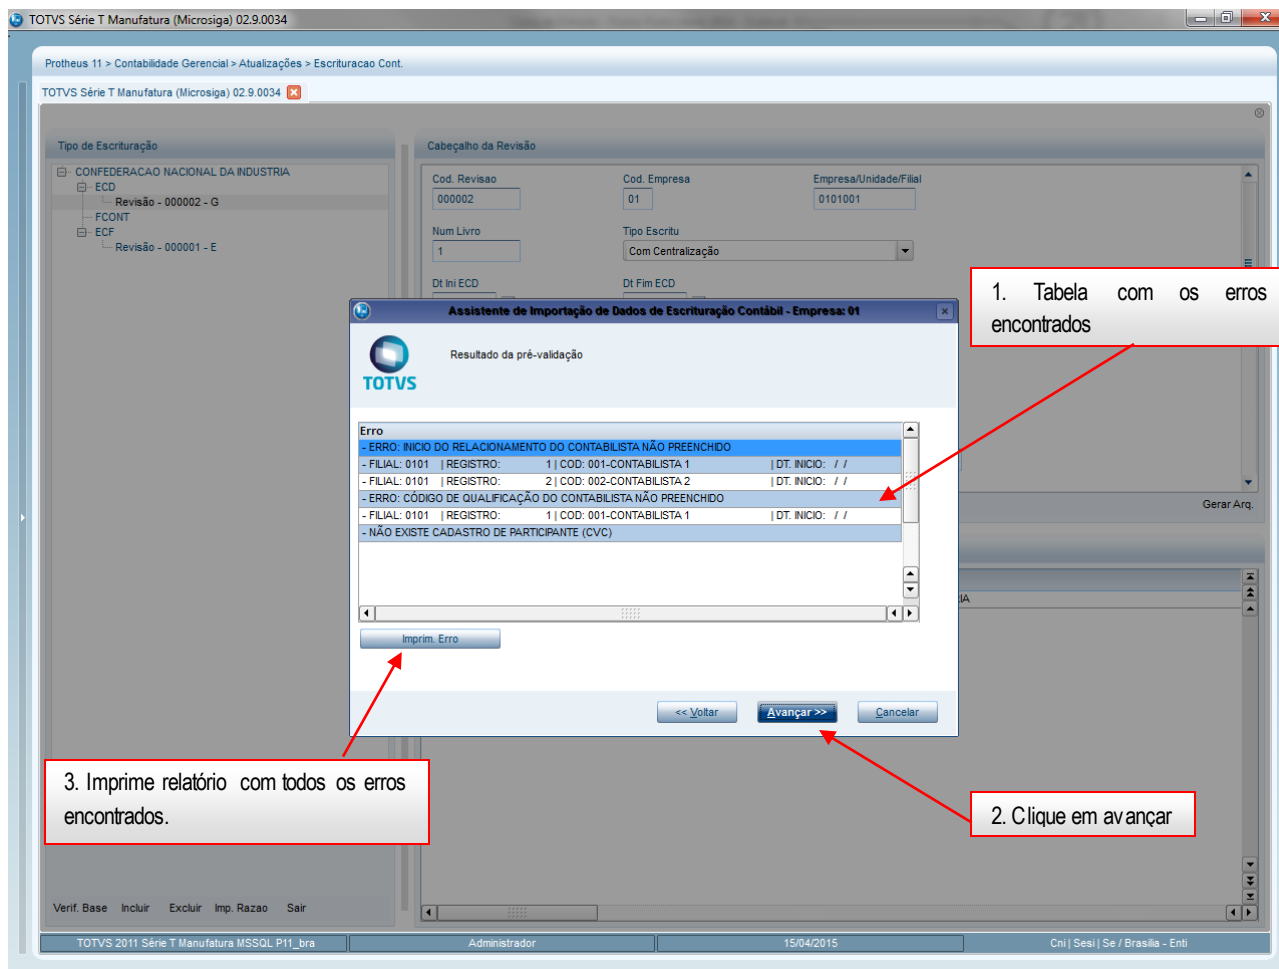 TOTVS Série T Manufatura (Microsiga) 02.9.0034
Protheus 11 > Contabilidade Gerencial > Atualizações > Escrituracao Cont.
TOTVS Série T Manufatura (Microsiga) 02.9.0034
Tipo de Escrituração
CONFEDERACAO NACIONAL DA INDUSTRIA
ECD
Revisão - 000002 - G
FCONT
ECF
Revisão - 000001 - E
Cabeçalho da Revisão
Cod. Revisao Cod. Empresa Empresa/Unidade/Filial
000002 01 0101001
Num Livro Tipo Escritu
1 Com Centralização
Dt Ini ECD Dt Fim ECD
1. Tabela com os erros
encontrados
Assistente de Importação de Dados de Escrituração Contábil - Empresa: 01
TOTVS
Resultado da pré-validação
Erro
- ERRO: INICIO DO RELACIONAMENTO DO CONTABILISTA NÃO PREENCHIDO
- FILIAL: 0101 | REGISTRO: 1 | COD: 001-CONTABILISTA 1 | DT. INICIO: / /
- FILIAL: 0101 | REGISTRO: 2 | COD: 002-CONTABILISTA 2 | DT. INICIO: / /
- ERRO: CÓDIGO DE QUALIFICAÇÃO DO CONTABILISTA NÃO PREENCHIDO
- FILIAL: 0101 | REGISTRO: 1 | COD: 001-CONTABILISTA 1 | DT. INICIO: / /
- NÃO EXISTE CADASTRO DE PARTICIPANTE (CVC)
Gerar Arq.
IA
Imprim. Erro
<< Voltar Avançar >> Cancelar
3. Imprime relatório com todos os erros
encontrados.
2. Clique em avançar
Verif. Base Incluir Excluir Imp. Razao Sair
TOTVS 2011 Série T Manufatura MSSQL P11_bra Administrador 15/04/2015 Cni | Sesi | Se / Brasilia - Enti